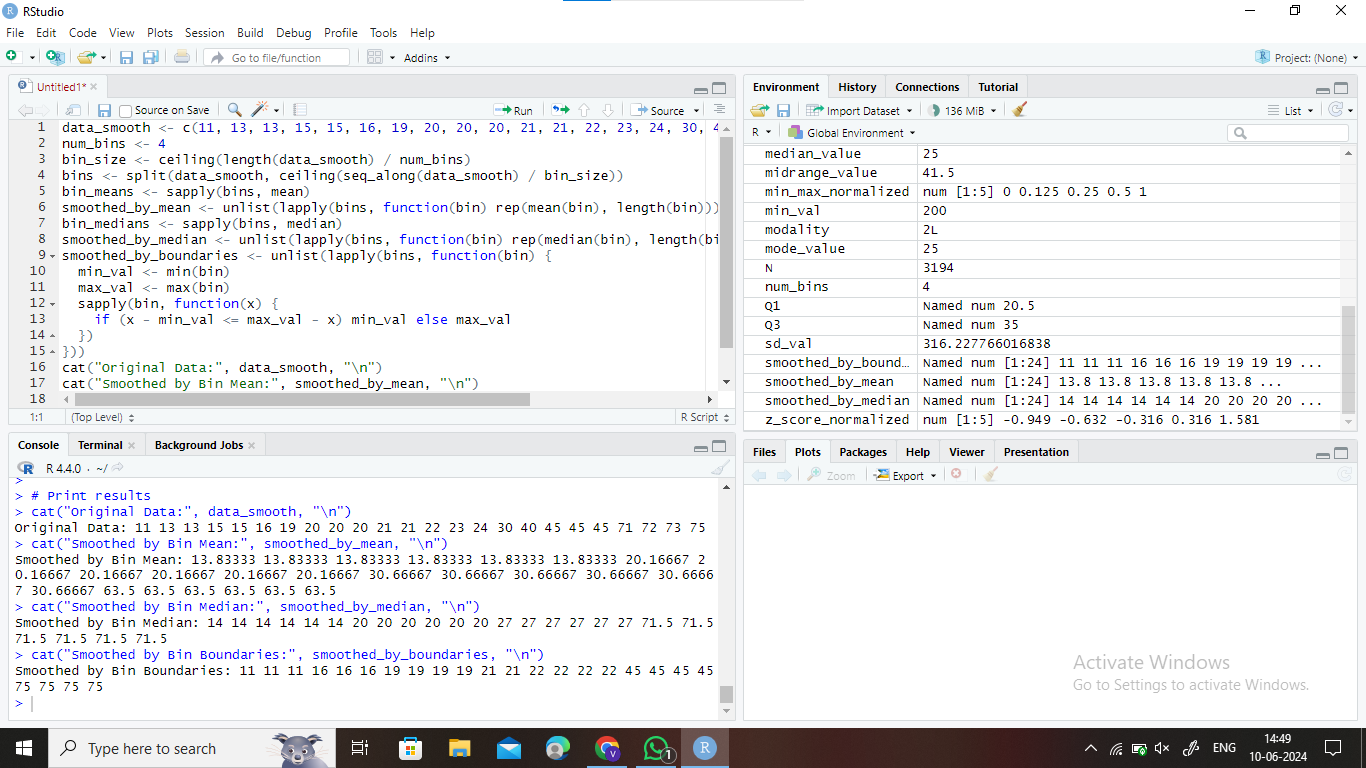 RStudio
File Edit Code View Plots Session Build Debug Profile Tools Help
Go to file/function Addins Project: (None)
Untitled1*
Source on Save Run Source
1 data_smooth <- c(11, 13, 13, 15, 15, 16, 19, 20, 20, 20, 21, 21, 22, 23, 24, 30, 4
2 num_bins <- 4
3 bin_size <- ceiling(length(data_smooth) / num_bins)
4 bins <- split(data_smooth, ceiling(seq_along(data_smooth) / bin_size))
5 bin_means <- sapply(bins, mean)
6 smoothed_by_mean <- unlist(lapply(bins, function(bin) rep(mean(bin), length(bin)))
7 bin_medians <- sapply(bins, median)
8 smoothed_by_median <- unlist(lapply(bins, function(bin) rep(median(bin), length(bi
9 smoothed_by_boundaries <- unlist(lapply(bins, function(bin) {
10 min_val <- min(bin)
11 max_val <- max(bin)
12 sapply(bin, function(x) {
13 if (x - min_val <= max_val - x) min_val else max_val
14 })
15 }))
16 cat("Original Data:", data_smooth, "\n")
17 cat("Smoothed by Bin Mean:", smoothed_by_mean, "\n")
18
1:1 (Top Level) R Script
Console Terminal Background Jobs
R 4.4.0 · ~/
>
> # Print results
> cat("Original Data:", data_smooth, "\n")
Original Data: 11 13 13 15 15 16 19 20 20 20 21 21 22 23 24 30 40 45 45 45 71 72 73 75
> cat("Smoothed by Bin Mean:", smoothed_by_mean, "\n")
Smoothed by Bin Mean: 13.83333 13.83333 13.83333 13.83333 13.83333 13.83333 20.16667 2
0.16667 20.16667 20.16667 20.16667 20.16667 30.66667 30.66667 30.66667 30.66667 30.6666
7 30.66667 63.5 63.5 63.5 63.5 63.5 63.5
> cat("Smoothed by Bin Median:", smoothed_by_median, "\n")
Smoothed by Bin Median: 14 14 14 14 14 14 20 20 20 20 20 20 27 27 27 27 27 27 71.5 71.5
71.5 71.5 71.5 71.5
> cat("Smoothed by Bin Boundaries:", smoothed_by_boundaries, "\n")
Smoothed by Bin Boundaries: 11 11 11 16 16 16 19 19 19 19 21 21 22 22 22 22 45 45 45 45
75 75 75 75
>
Environment History Connections Tutorial
Import Dataset 136 MiB List
R Global Environment
median_value 25
midrange_value 41.5
min_max_normalized num [1:5] 0 0.125 0.25 0.5 1
min_val 200
modality 2L
mode_value 25
N 3194
num_bins 4
Q1 Named num 20.5
Q3 Named num 35
sd_val 316.227766016838
smoothed_by_bound… Named num [1:24] 11 11 11 16 16 16 19 19 19 19 ...
smoothed_by_mean Named num [1:24] 13.8 13.8 13.8 13.8 13.8 ...
smoothed_by_median Named num [1:24] 14 14 14 14 14 14 20 20 20 20 ...
z_score_normalized num [1:5] -0.949 -0.632 -0.316 0.316 1.581
Files Plots Packages Help Viewer Presentation
Zoom Export
Activate Windows
Go to Settings to activate Windows.
Type here to search
V
1
R
ENG
14:49
10-06-2024